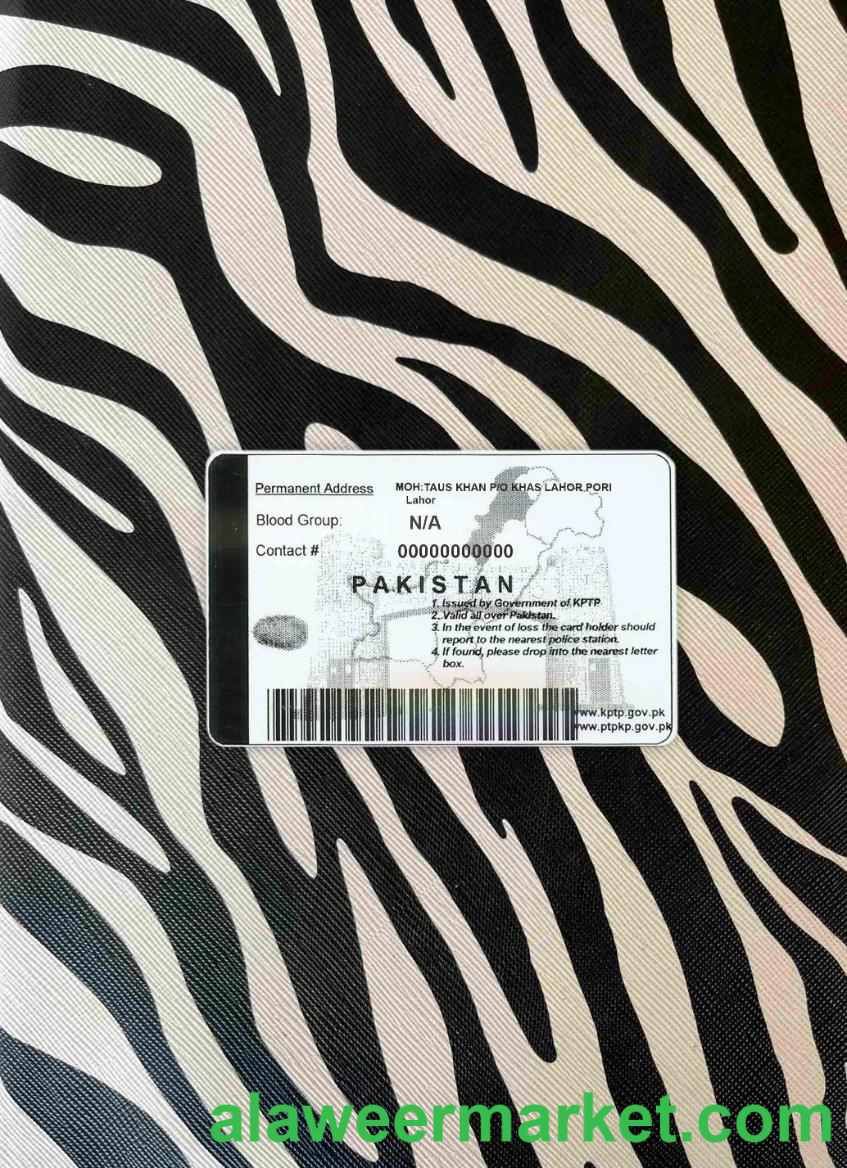 Permanent Address MOH:TAUS KHAN P/O KHAS LAHOR,PORI
Lahor
Blood Group: N/A
Contact # 00000000000
PAKISTAN
1. Issued by Government of KPTP
2. Valid all over Pakistan.
3. In the event of loss the card holder should
report to the nearest police station.
4. If found, please drop into the nearest letter
box.
www.kptp.gov.pk
www.ptpkp.gov.pk
alaweermarket.com